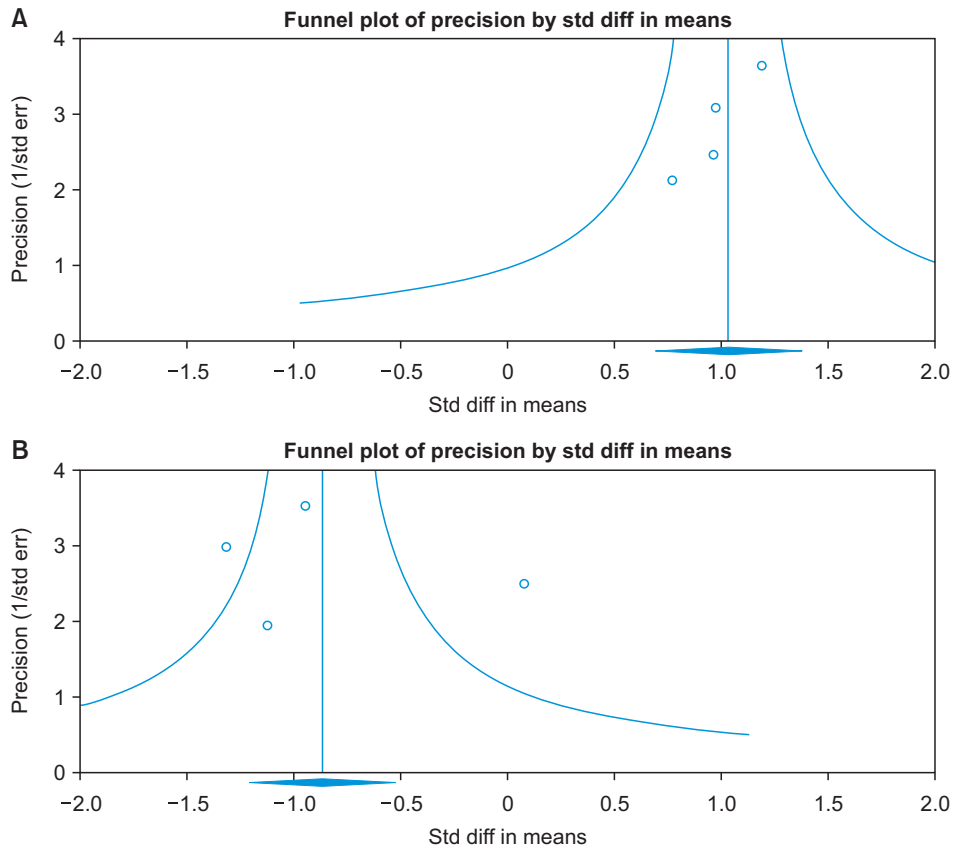 A
Funnel plot of precision by std diff in means
4
3
2
1
0
Precision (1/std err)
−2.0 −1.5 −1.0 −0.5 0 0.5 1.0 1.5 2.0
Std diff in means
B
Funnel plot of precision by std diff in means
4
3
2
1
0
Precision (1/std err)
−2.0 −1.5 −1.0 −0.5 0 0.5 1.0 1.5 2.0
Std diff in means